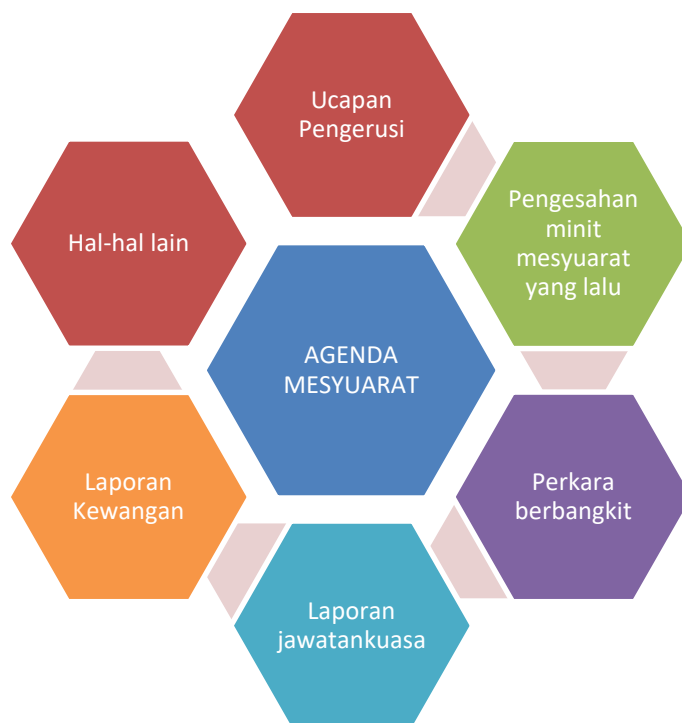 Ucapan
Pengerusi
Pengesahan
minit
mesyuarat
yang lalu
Perkara
berbangkit
Laporan
jawatankuasa
Laporan
Kewangan
Hal-hal lain
AGENDA
MESYUARAT